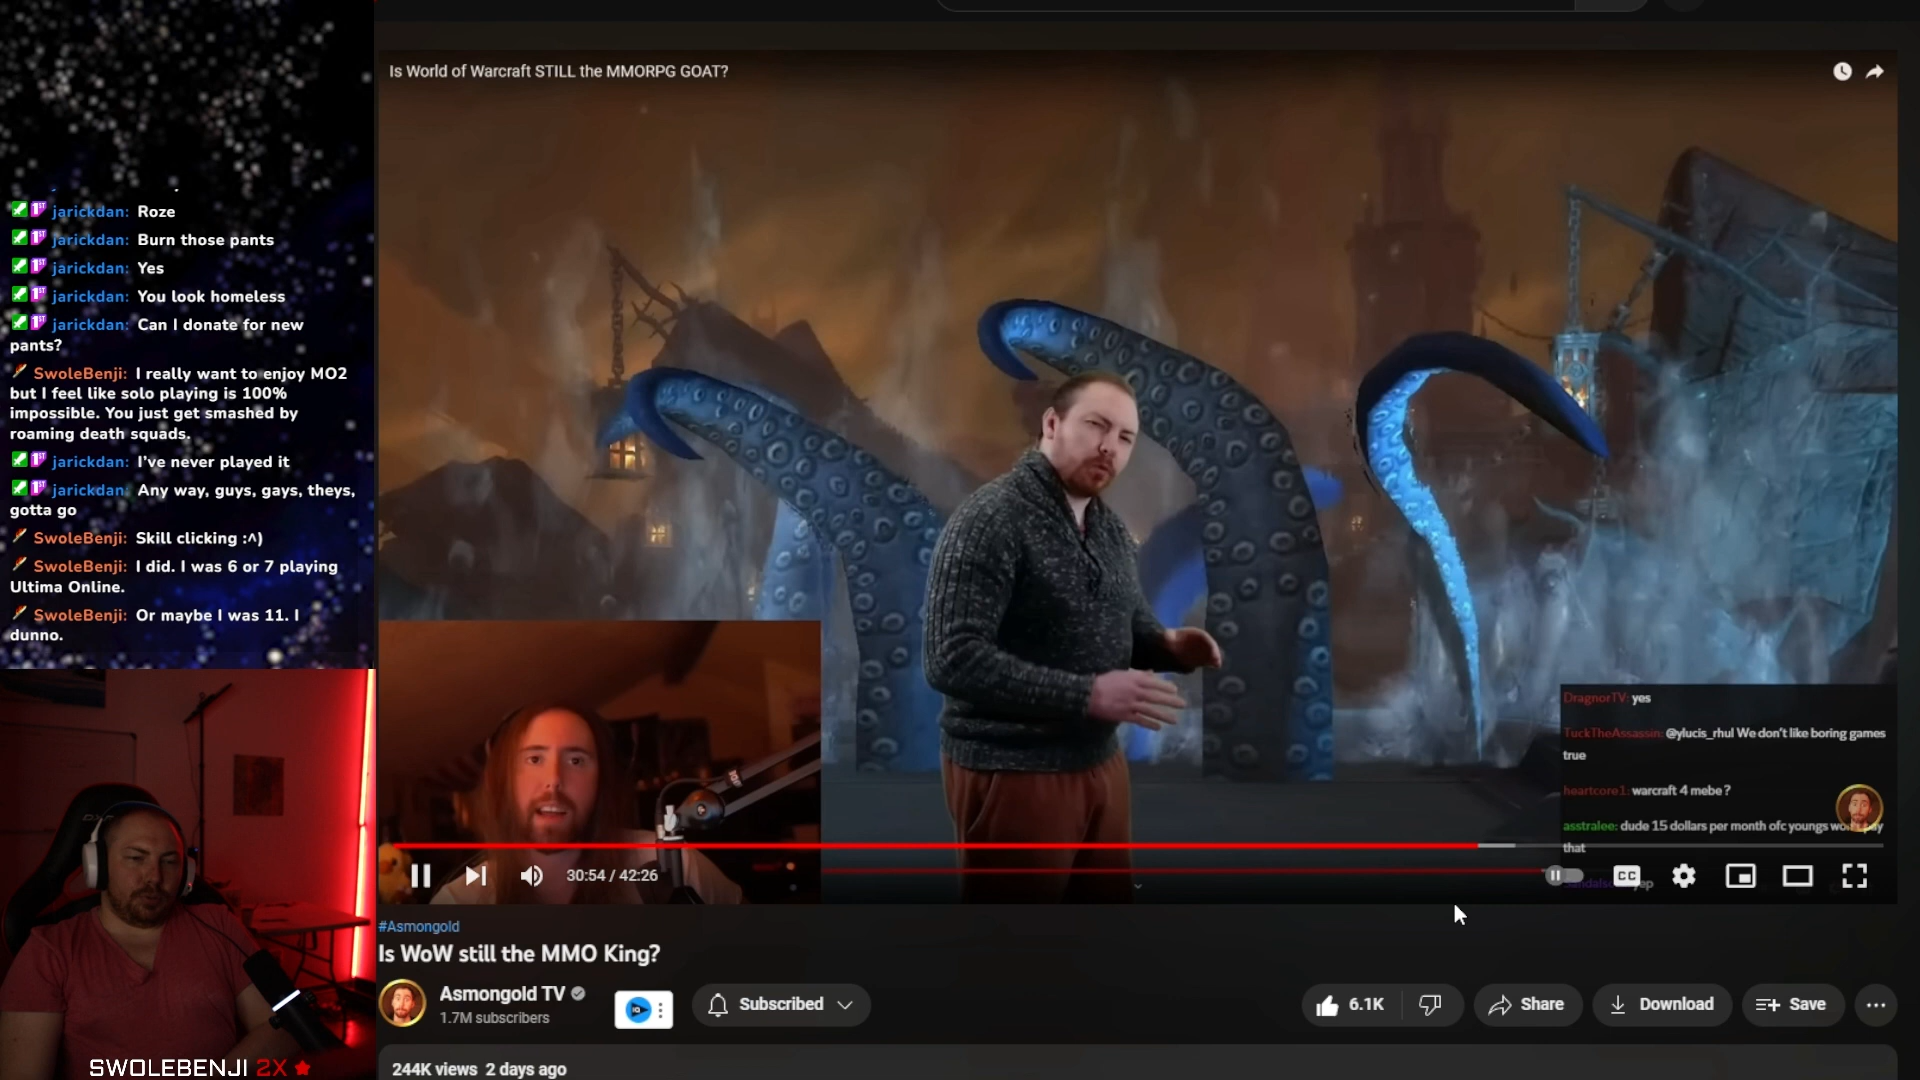 jarickdan: Roze
jarickdan: Burn those pants
jarickdan: Yes
jarickdan: You look homeless
jarickdan: Can I donate for new
pants?
SwoleBenji: I really want to enjoy MO2
but I feel like solo playing is 100%
impossible. You just get smashed by
roaming death squads.
jarickdan: I've never played it
jarickdan: Any way, guys, gays, theys,
gotta go
SwoleBenji: Skill clicking :^)
SwoleBenji: I did. I was 6 or 7 playing
Ultima Online.
SwoleBenji: Or maybe I was 11. I
dunno.
SWOLEBENJI 2X
Is World of Warcraft STILL the MMORPG GOAT?
DragnorTV: yes
TuckTheAssassin: @ylucis_rhul We don't like boring games
true
heartcore1: warcraft 4 mebe ?
asstralee: dude 15 dollars per month ofc youngs won't pay
that
30:54 / 42:26
CC
#Asmongold
Is WoW still the MMO King?
Asmongold TV
1.7M subscribers
Subscribed
6.1K
Share
Download
Save
244K views 2 days ago